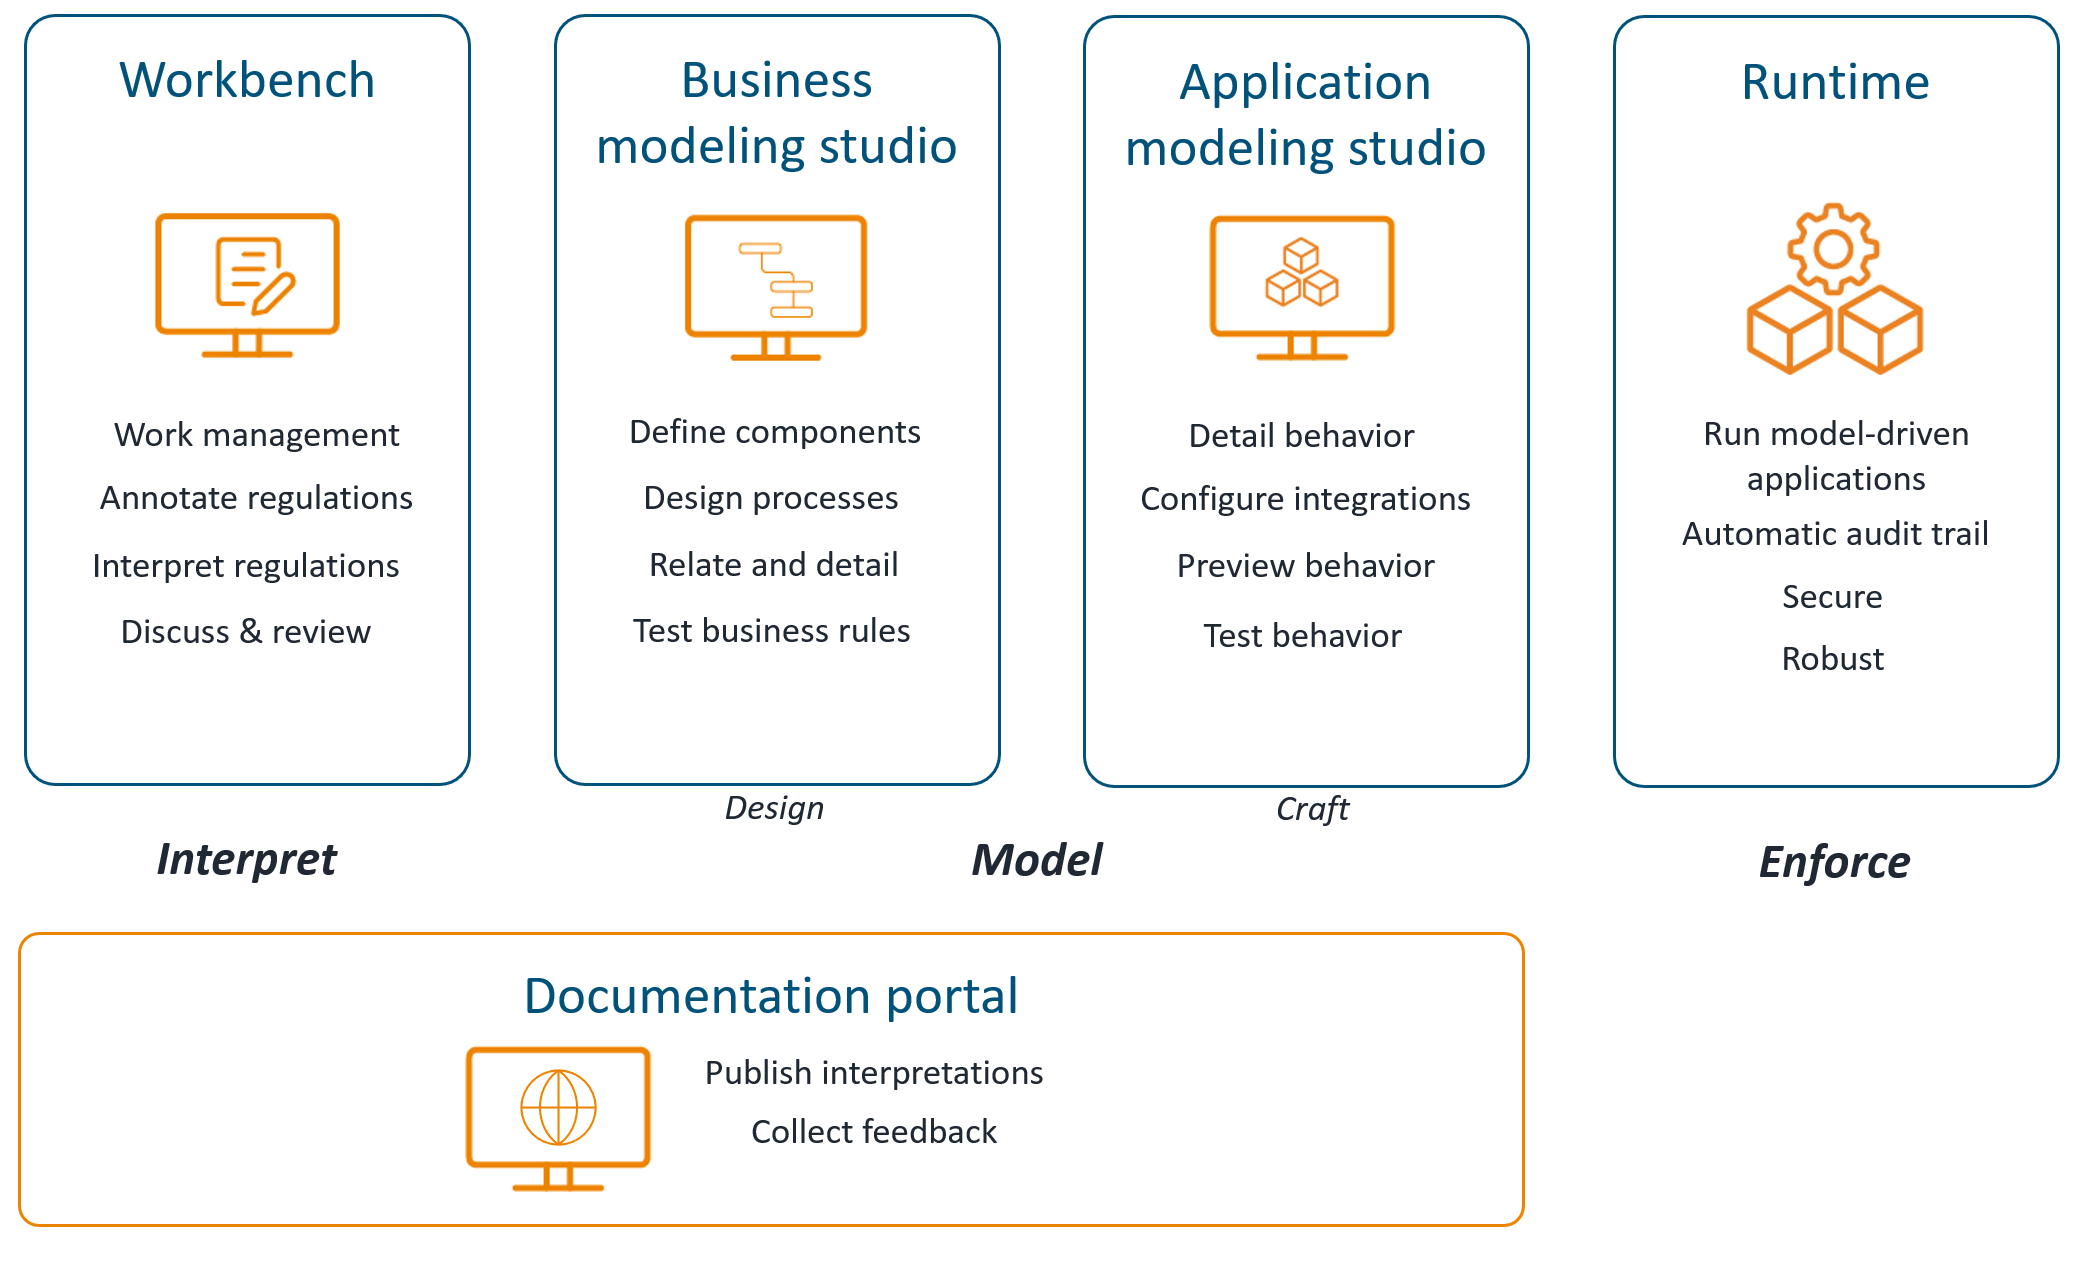 Workbench
Work management
Annotate regulations
Interpret regulations
Discuss & review
Business
modeling studio
Define components
Design processes
Relate and detail
Test business rules
Application
modeling studio
Detail behavior
Configure integrations
Preview behavior
Test behavior
Runtime
Run model-driven
applications
Automatic audit trail
Secure
Robust
Design
Craft
Interpret
Model
Enforce
Documentation portal
Publish interpretations
Collect feedback